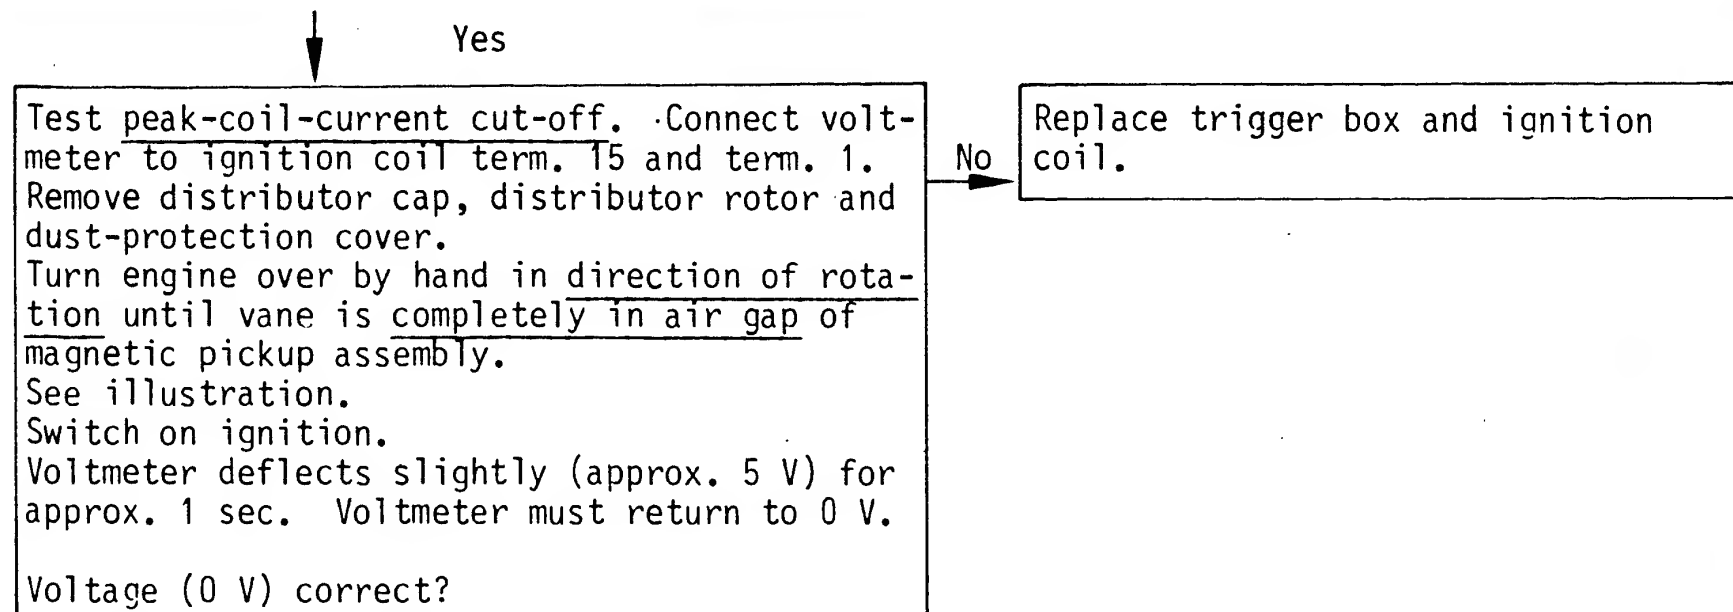 Yes
Test peak-coil-current cut-off. Connect volt-
meter to ignition coil term. 15 and term. 1.
Remove distributor cap, distributor rotor and
dust-protection cover.
Turn engine over by hand in direction of rota-
tion until vane is completely in air gap of
magnetic pickup assembly.
See illustration.
Switch on ignition.
Voltmeter deflects slightly (approx. 5 V) for
approx. 1 sec. Voltmeter must return to 0 V.
Voltage (0 V) correct?
No
Replace trigger box and ignition
coil.